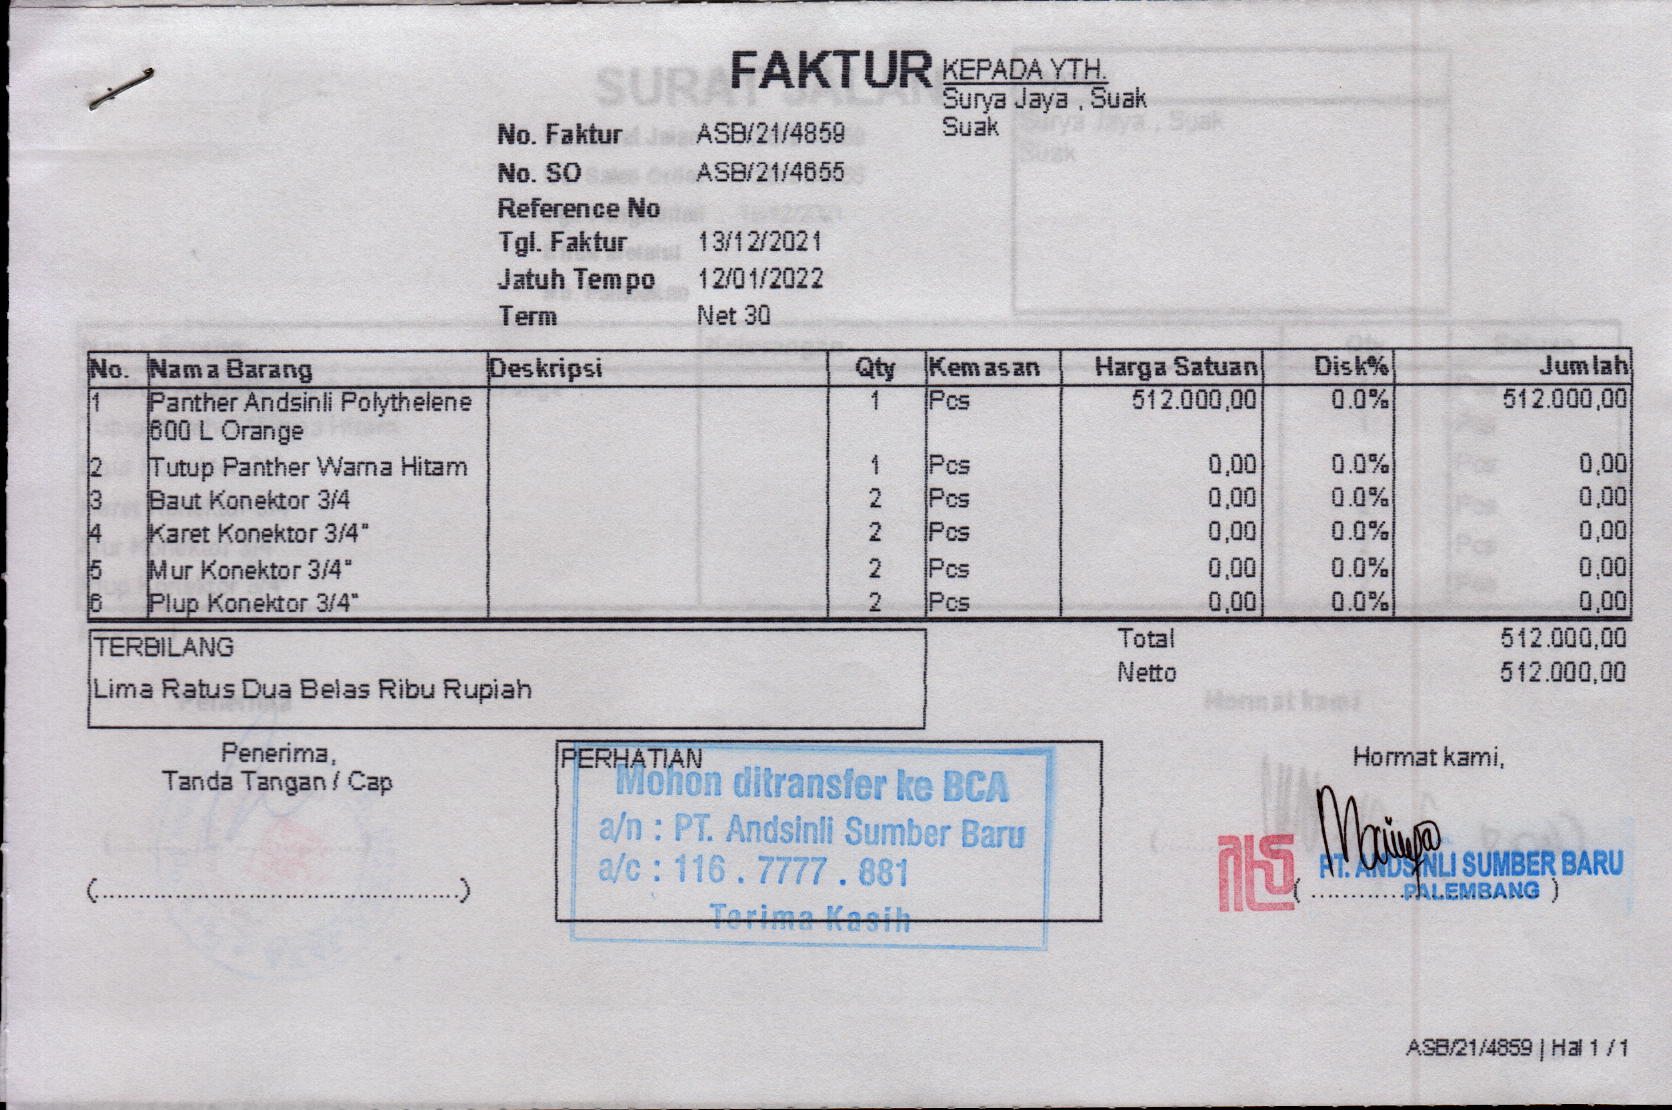 FAKTUR
KEPADA YTH.
Surya Jaya , Suak
Suak
No. Faktur ASB/21/4859
No. SO ASB/21/4655
Reference No
Tgl. Faktur 13/12/2021
Jatuh Tempo 12/01/2022
Term Net 30
No. Nama Barang Deskripsi Qty Kemasan Harga Satuan Disk% Jumlah
1 Panther Andsinli Polythelene 1 Pcs 512.000,00 0.0% 512.000,00
600 L Orange
2 Tutup Panther Warna Hitam 1 Pcs 0,00 0.0% 0,00
3 Baut Konektor 3/4 2 Pcs 0,00 0.0% 0,00
4 Karet Konektor 3/4" 2 Pcs 0,00 0.0% 0,00
5 Mur Konektor 3/4" 2 Pcs 0,00 0.0% 0,00
6 Plup Konektor 3/4" 2 Pcs 0,00 0.0% 0,00
TERBILANG
Lima Ratus Dua Belas Ribu Rupiah
Total 512.000,00
Netto 512.000,00
Penerima,
Tanda Tangan / Cap
(............................................)
PERHATIAN
Mohon ditransfer ke BCA
a/n : PT. Andsinli Sumber Baru
a/c : 116 . 7777 . 881
Terima Kasih
Hormat kami,
PT. ANDSINLI SUMBER BARU
PALEMBANG
ASB/21/4859 | Hal 1 / 1